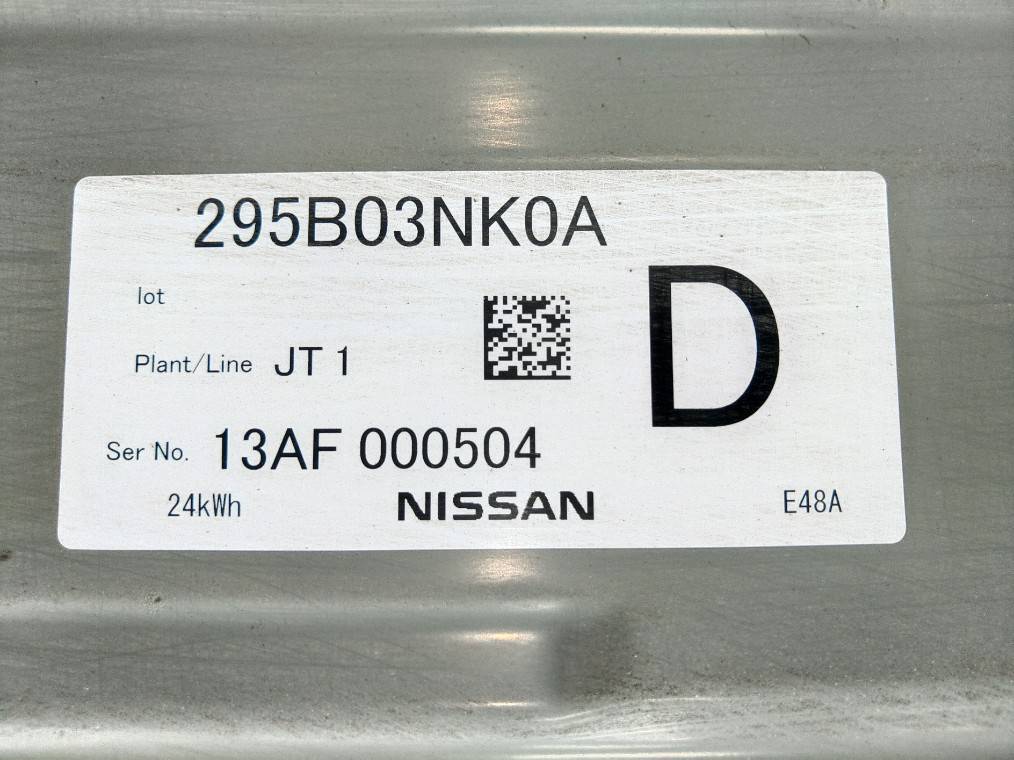 295B03NK0A
lot
D
Plant/Line JT 1
Ser No. 13AF 000504
24kWh NISSAN E48A